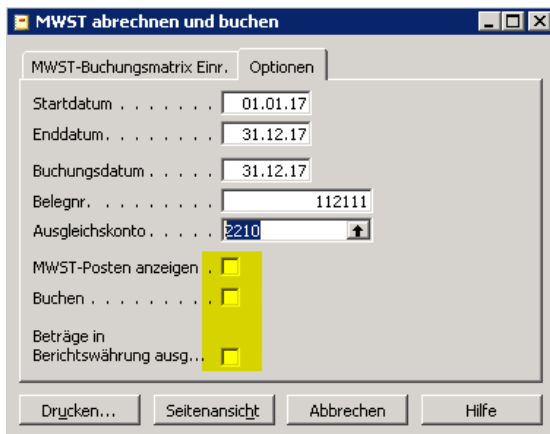 MWST abrechnen und buchen
MWST-Buchungsmatrix Einr. Optionen
Startdatum . . . . . . . 01.01.17
Enddatum. . . . . . . . 31.12.17
Buchungsdatum . . . . . 31.12.17
Belegnr. . . . . . . . . 112111
Ausgleichskonto . . . . . 2210
MWST-Posten anzeigen .
Buchen . . . . . . . . .
Beträge in
Berichtswährung ausg...
Drucken... Seitenansicht Abbrechen Hilfe